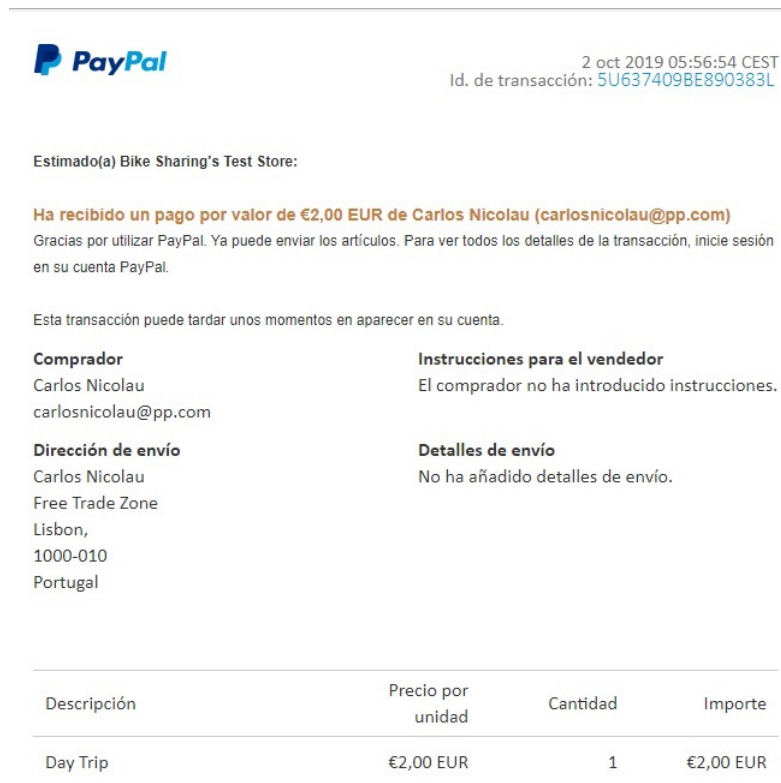 PayPal
2 oct 2019 05:56:54 CEST
Id. de transacción: 5U637409BE890383L
Estimado(a) Bike Sharing's Test Store:
Ha recibido un pago por valor de €2,00 EUR de Carlos Nicolau (carlosnicolau@pp.com)
Gracias por utilizar PayPal. Ya puede enviar los artículos. Para ver todos los detalles de la transacción, inicie sesión
en su cuenta PayPal.
Esta transacción puede tardar unos momentos en aparecer en su cuenta.
Comprador
Carlos Nicolau
carlosnicolau@pp.com
Instrucciones para el vendedor
El comprador no ha introducido instrucciones.
Dirección de envío
Carlos Nicolau
Free Trade Zone
Lisbon,
1000-010
Portugal
Detalles de envío
No ha añadido detalles de envío.
Descripción Precio por unidad Cantidad Importe
Day Trip €2,00 EUR 1 €2,00 EUR